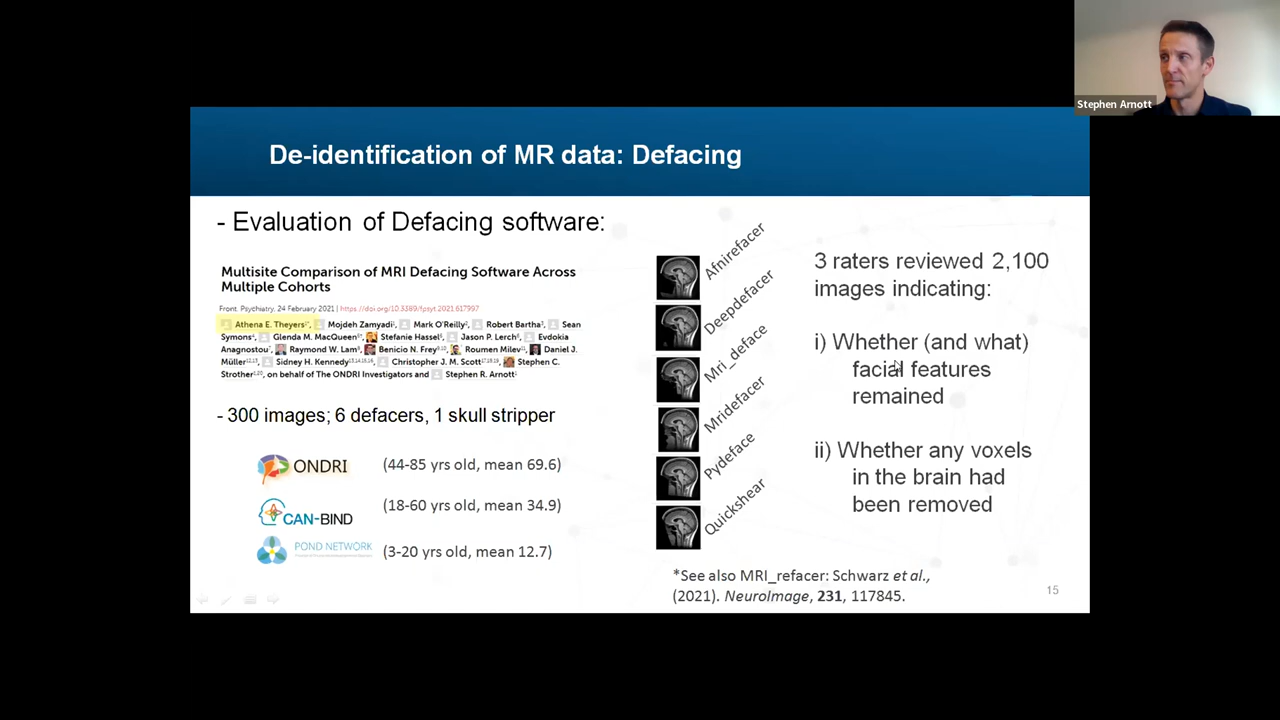 Stephen Arnott
De-identification of MR data: Defacing
- Evaluation of Defacing software:
Multisite Comparison of MRI Defacing Software Across
Multiple Cohorts
Front. Psychiatry, 24 February 2021 | https://doi.org/10.3389/fpsyt.2021.617997
Athena E. Theyers, Mojdeh Zamyadi, Mark O'Reilly, Robert Bartha, Sean
Symons, Glenda M. MacQueen, Stefanie Hassel, Jason P. Lerch, Evdokia
Anagnostou, Raymond W. Lam, Benicio N. Frey, Roumen Milev, Daniel J.
Müller, Sidney H. Kennedy, Christopher J. M. Scott, Stephen C.
Strother, on behalf of The ONDRI Investigators and Stephen R. Arnott
- 300 images; 6 defacers, 1 skull stripper
ONDRI (44-85 yrs old, mean 69.6)
CAN-BIND (18-60 yrs old, mean 34.9)
POND NETWORK (3-20 yrs old, mean 12.7)
Afnirefacer
Deepdefacer
Mri_deface
Mridefacer
Pydeface
Quickshear
3 raters reviewed 2,100
images indicating:
i) Whether (and what)
facial features
remained
ii) Whether any voxels
in the brain had
been removed
*See also MRI_refacer: Schwarz et al.,
(2021). NeuroImage, 231, 117845.
15